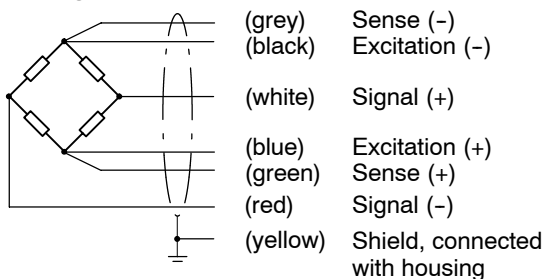 (grey) Sense (–)
(black) Excitation (–)
(white) Signal (+)
(blue) Excitation (+)
(green) Sense (+)
(red) Signal (–)
(yellow) Shield, connected
with housing